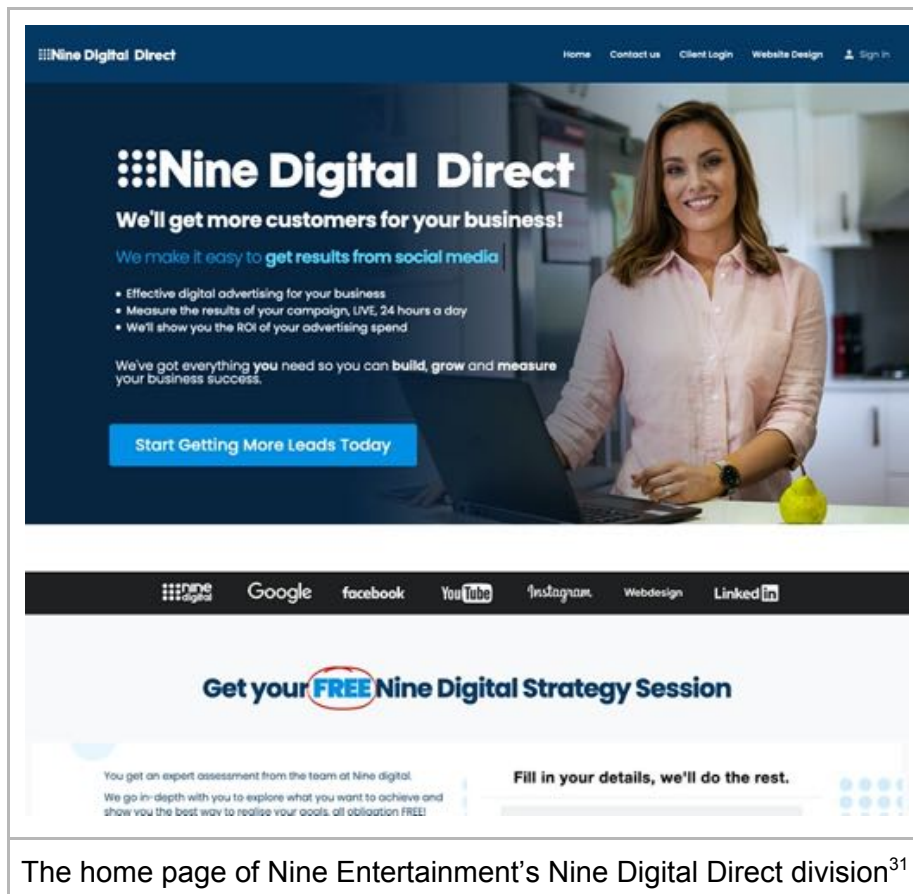 Nine Digital Direct
Home Contact us Client Login Website Design Sign in
Nine Digital Direct
We'll get more customers for your business!
We make it easy to get results from social media
• Effective digital advertising for your business
• Measure the results of your campaign, LIVE, 24 hours a day
• We'll show you the ROI of your advertising spend
We've got everything you need so you can build, grow and measure
your business success.
Start Getting More Leads Today
nine digital Google facebook YouTube Instagram Webdesign Linkedin
Get your FREE Nine Digital Strategy Session
You get an expert assessment from the team at Nine digital.
Fill in your details, we'll do the rest.
We go in-depth with you to explore what you want to achieve and
show you the best way to realise your goals, all obligation FREE!
The home page of Nine Entertainment's Nine Digital Direct division31